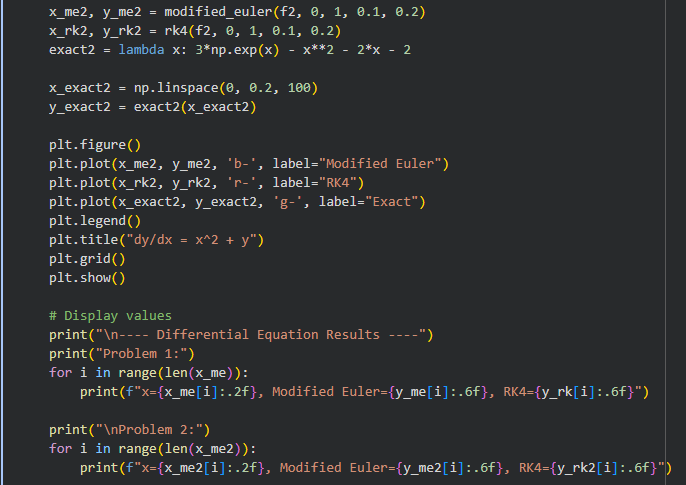 x_me2, y_me2 = modified_euler(f2, 0, 1, 0.1, 0.2)
x_rk2, y_rk2 = rk4(f2, 0, 1, 0.1, 0.2)
exact2 = lambda x: 3*np.exp(x) - x**2 - 2*x - 2
x_exact2 = np.linspace(0, 0.2, 100)
y_exact2 = exact2(x_exact2)
plt.figure()
plt.plot(x_me2, y_me2, 'b-', label="Modified Euler")
plt.plot(x_rk2, y_rk2, 'r-', label="RK4")
plt.plot(x_exact2, y_exact2, 'g-', label="Exact")
plt.legend()
plt.title("dy/dx = x^2 + y")
plt.grid()
plt.show()
# Display values
print("\n---- Differential Equation Results ----")
print("Problem 1:")
for i in range(len(x_me)):
    print(f"x={x_me[i]:.2f}, Modified Euler={y_me[i]:.6f}, RK4={y_rk[i]:.6f}")
print("\nProblem 2:")
for i in range(len(x_me2)):
    print(f"x={x_me2[i]:.2f}, Modified Euler={y_me2[i]:.6f}, RK4={y_rk2[i]:.6f}")